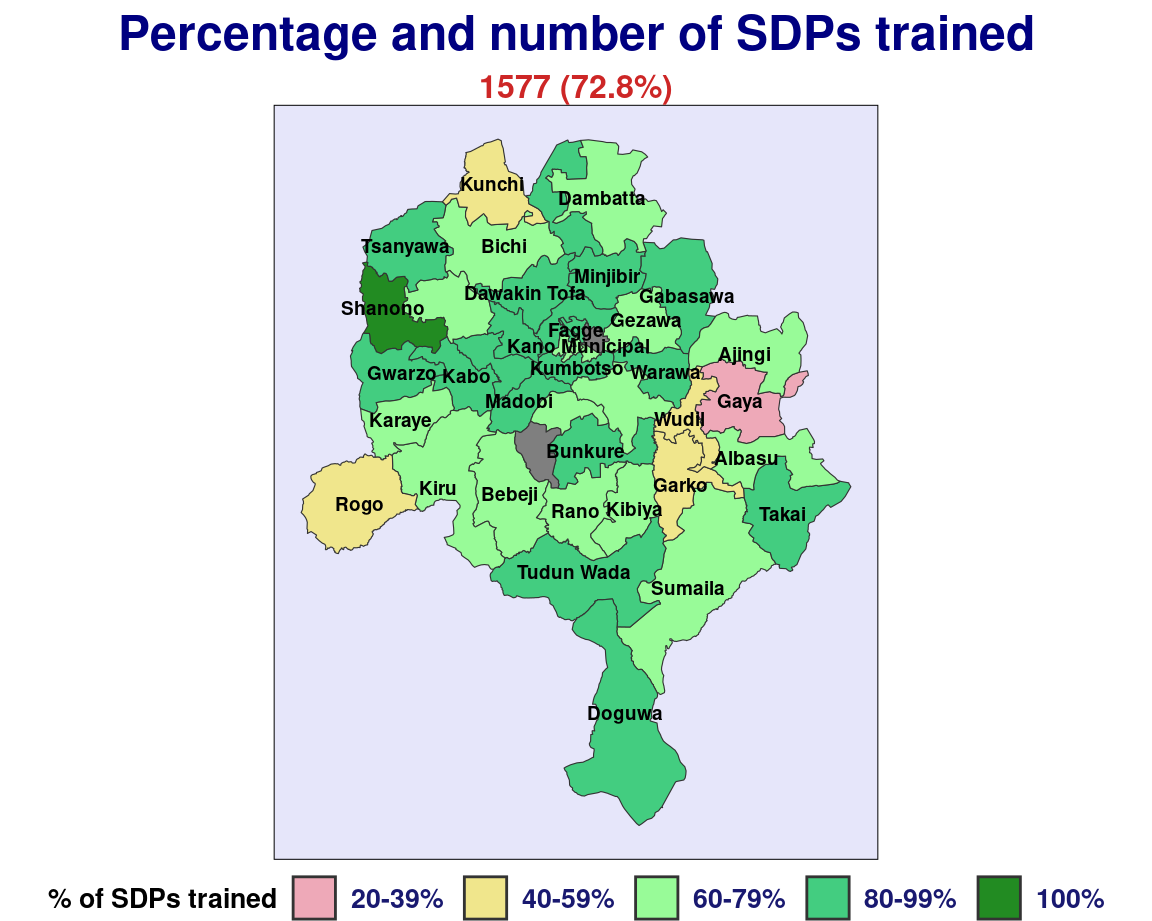 Percentage and number of SDPs trained
1577 (72.8%)
Kunchi
Dambatta
Tsanyawa
Bichi
Minjibir
Dawakin Tofa
Gabasawa
Shanono
Gezawa
Fagge
Kano Municipal
Ajingi
Kumbotso
Gwarzo
Kabo
Warawa
Madobi
Gaya
Karaye
Wudil
Bunkure
Albasu
Kiru
Bebeji
Garko
Rogo
Rano
Kibiya
Takai
Tudun Wada
Sumaila
Doguwa
% of SDPs trained 20-39% 40-59% 60-79% 80-99% 100%